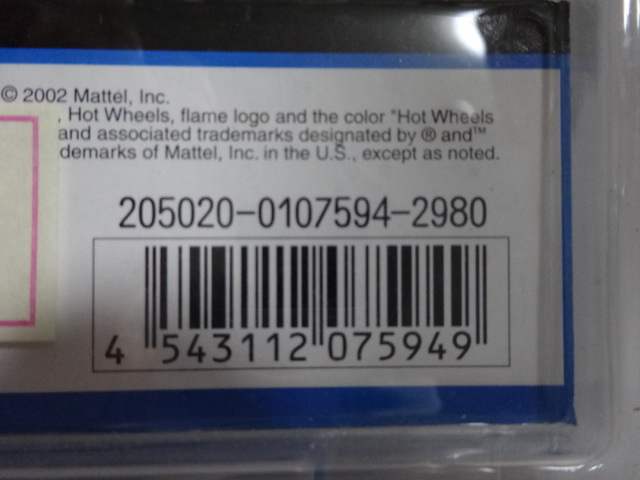 © 2002 Mattel, Inc.
, Hot Wheels, flame logo and the color "Hot Wheels
and associated trademarks designated by ® and™
demarks of Mattel, Inc. in the U.S., except as noted.
205020-0107594-2980
4 543112 075949